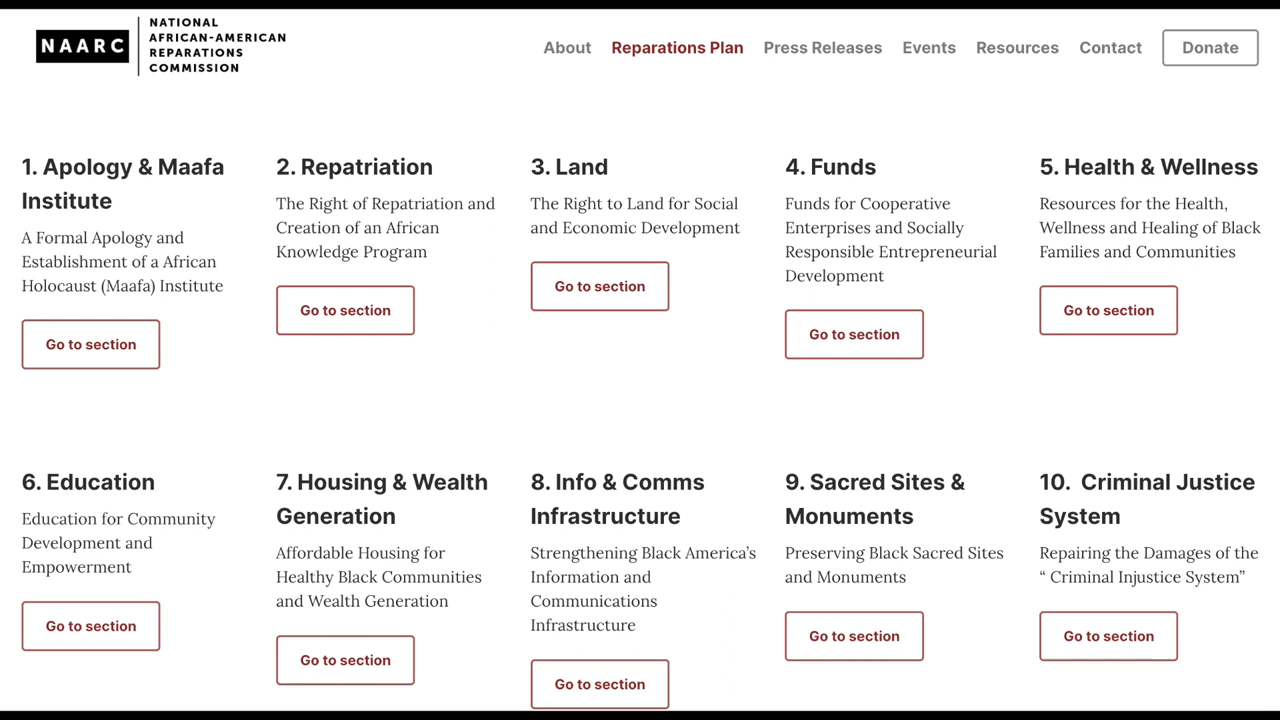 NAARC
NATIONAL
AFRICAN-AMERICAN
REPARATIONS
COMMISSION
About Reparations Plan Press Releases Events Resources Contact Donate
1. Apology & Maafa
Institute
A Formal Apology and
Establishment of a African
Holocaust (Maafa) Institute
Go to section
2. Repatriation
The Right of Repatriation and
Creation of an African
Knowledge Program
Go to section
3. Land
The Right to Land for Social
and Economic Development
Go to section
4. Funds
Funds for Cooperative
Enterprises and Socially
Responsible Entrepreneurial
Development
Go to section
5. Health & Wellness
Resources for the Health,
Wellness and Healing of Black
Families and Communities
Go to section
6. Education
Education for Community
Development and
Empowerment
Go to section
7. Housing & Wealth
Generation
Affordable Housing for
Healthy Black Communities
and Wealth Generation
Go to section
8. Info & Comms
Infrastructure
Strengthening Black America’s
Information and
Communications
Infrastructure
Go to section
9. Sacred Sites &
Monuments
Preserving Black Sacred Sites
and Monuments
Go to section
10.  Criminal Justice
System
Repairing the Damages of the
“ Criminal Injustice System”
Go to section